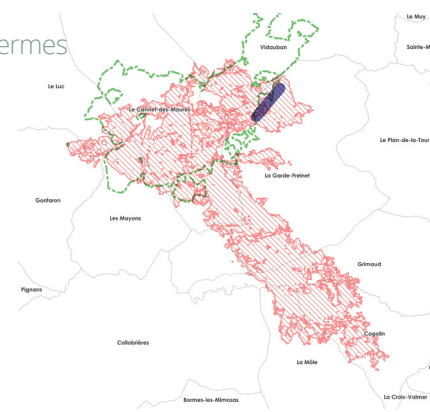 ermes
Le Muy
Vidauban
Sainte-M
Le Luc
Le Cannet-des-Maures
Le Plan-de-la-Tour
La Garde-Freinet
Gonfaron
Les Mayons
Grimaud
Pignans
Cogolin
Collobrières
La Môle
Bormes-les-Mimosas
La Croix-Valmer